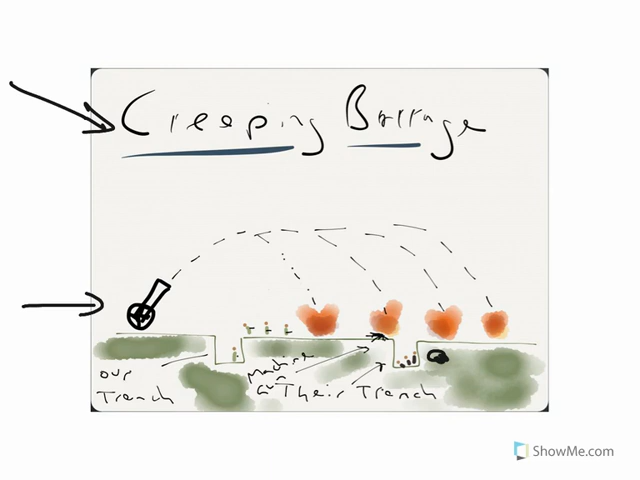 Creeping Barrage
our
Trench
Machine
Gun
Their Trench
ShowMe.com